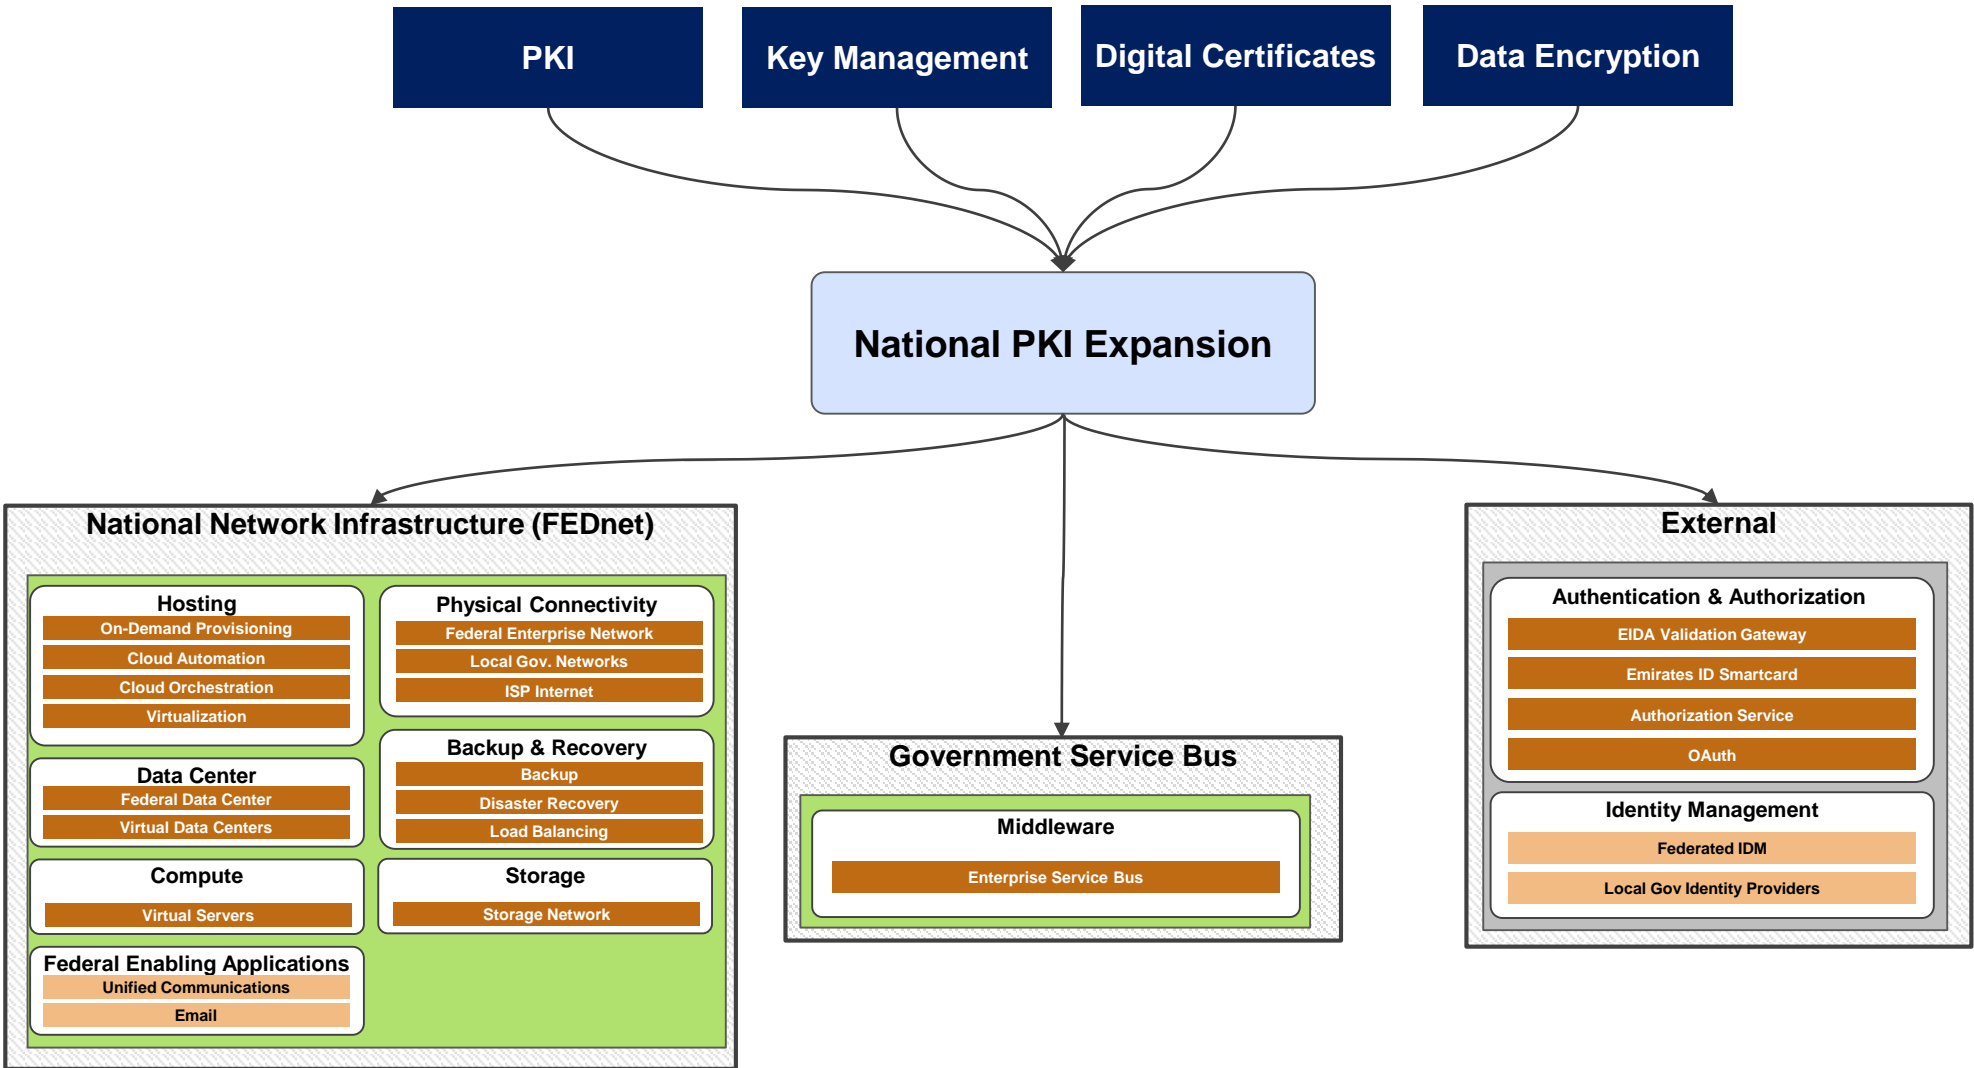 PKI
Key Management
Digital Certificates
Data Encryption
National PKI Expansion
National Network Infrastructure (FEDnet)
Hosting
On-Demand Provisioning
Cloud Automation
Cloud Orchestration
Virtualization
Physical Connectivity
Federal Enterprise Network
Local Gov. Networks
ISP Internet
Data Center
Federal Data Center
Virtual Data Centers
Backup & Recovery
Backup
Disaster Recovery
Load Balancing
Compute
Virtual Servers
Storage
Storage Network
Federal Enabling Applications
Unified Communications
Email
Government Service Bus
Middleware
Enterprise Service Bus
External
Authentication & Authorization
EIDA Validation Gateway
Emirates ID Smartcard
Authorization Service
OAuth
Identity Management
Federated IDM
Local Gov Identity Providers